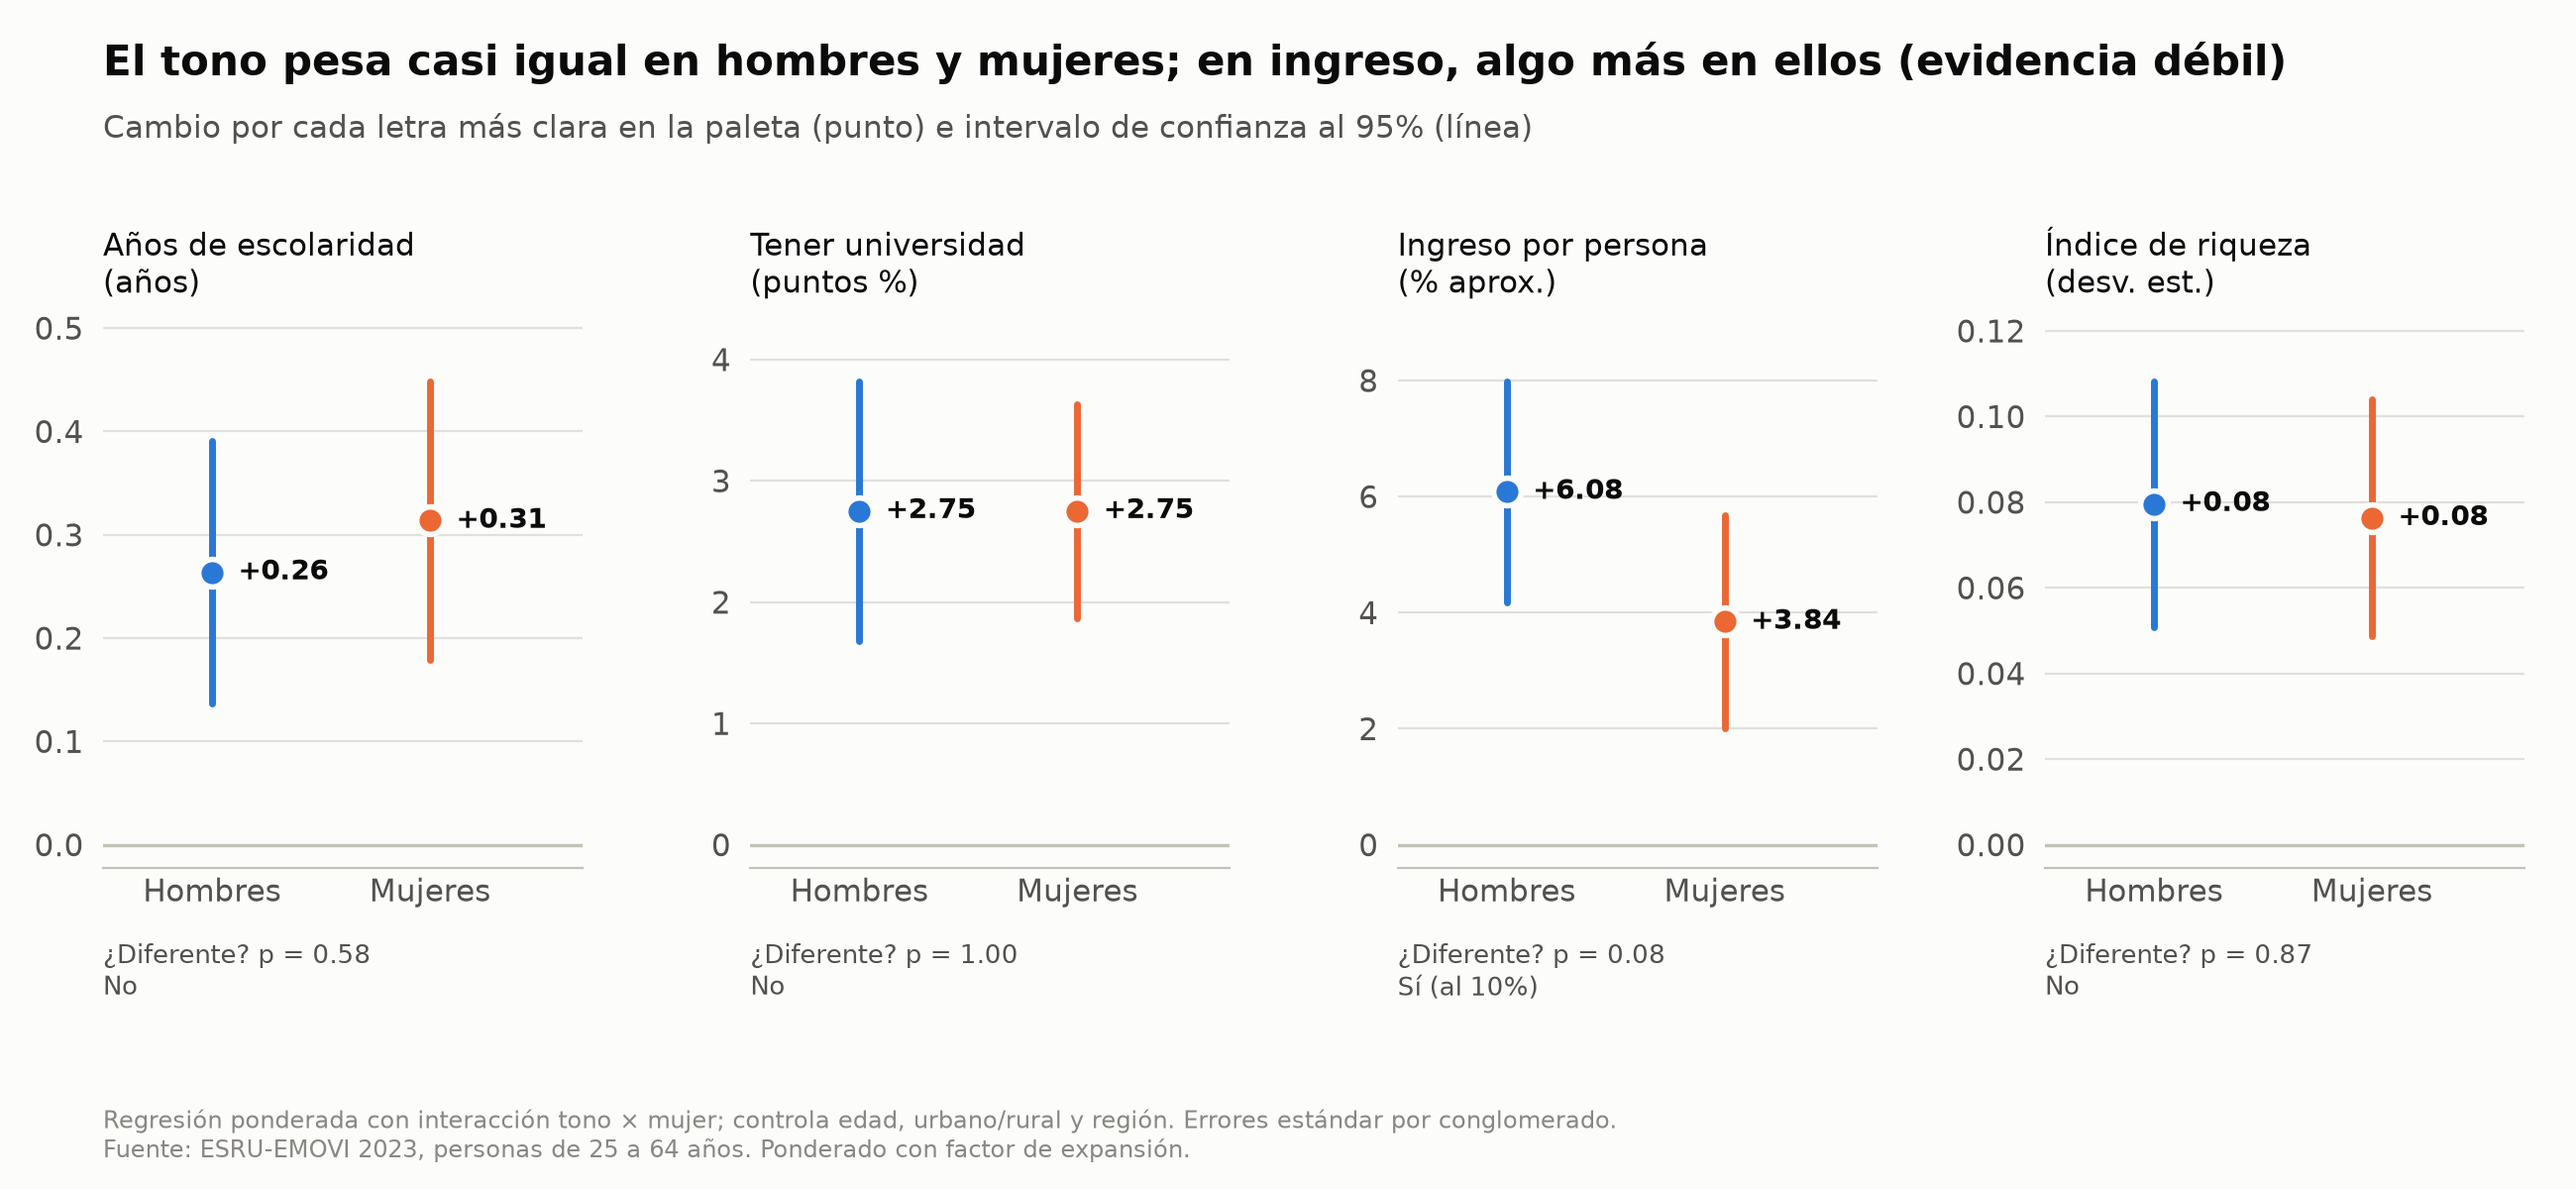 El tono pesa casi igual en hombres y mujeres; en ingreso, algo más en ellos (evidencia débil)
Cambio por cada letra más clara en la paleta (punto) e intervalo de confianza al 95% (línea)
Años de escolaridad
(años)
0.5
0.4
0.3
0.2
0.1
0.0
+0.26
+0.31
Hombres
Mujeres
¿Diferente? p = 0.58
No
Tener universidad
(puntos %)
4
3
2
1
0
+2.75
+2.75
Hombres
Mujeres
¿Diferente? p = 1.00
No
Ingreso por persona
(% aprox.)
8
6
4
2
0
+6.08
+3.84
Hombres
Mujeres
¿Diferente? p = 0.08
Sí (al 10%)
Índice de riqueza
(desv. est.)
0.12
0.10
0.08
0.06
0.04
0.02
0.00
+0.08
+0.08
Hombres
Mujeres
¿Diferente? p = 0.87
No
Regresión ponderada con interacción tono × mujer; controla edad, urbano/rural y región. Errores estándar por conglomerado.
Fuente: ESRU-EMOVI 2023, personas de 25 a 64 años. Ponderado con factor de expansión.